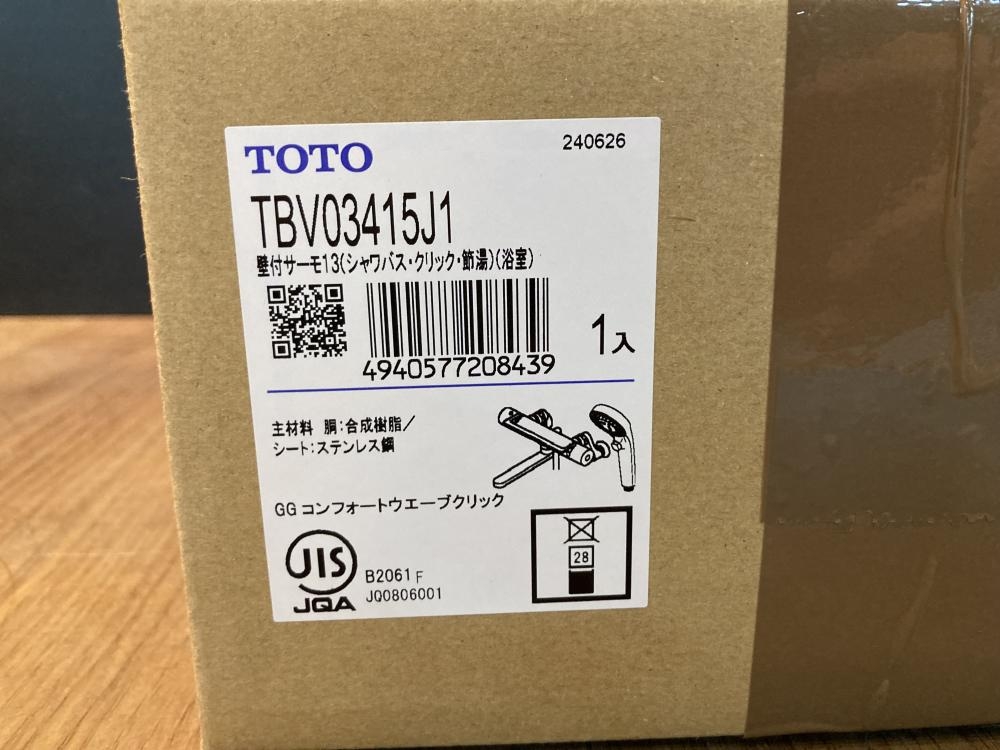 TOTO
240626
TBV03415J1
壁付サーモ13(シャワバス・クリック・節湯)(浴室)
4940577208439
1入
主材料 胴:合成樹脂/
シート:ステンレス鋼
GG コンフォートウエーブクリック
JIS
JQA
B2061 F
JQ0806001
28